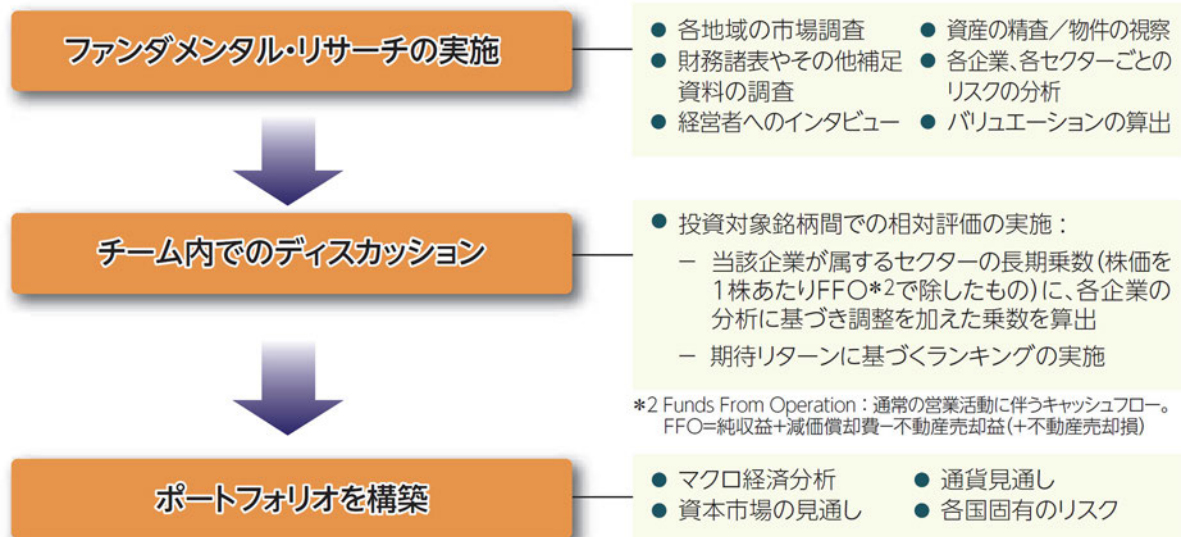 ファンダメンタル・リサーチの実施
● 各地域の市場調査
● 財務諸表やその他補足
資料の調査
● 経営者へのインタビュー
● 資産の精査／物件の視察
● 各企業、各セクターごとの
リスクの分析
● バリュエーションの算出
チーム内でのディスカッション
● 投資対象銘柄間での相対評価の実施：
－ 当該企業が属するセクターの長期乗数(株価を
1株あたりFFO*2で除したもの)に、各企業の
分析に基づき調整を加えた乗数を算出
－ 期待リターンに基づくランキングの実施
*2 Funds From Operation：通常の営業活動に伴うキャッシュフロー。
FFO=純収益+減価償却費−不動産売却益(+不動産売却損)
ポートフォリオを構築
● マクロ経済分析
● 資本市場の見通し
● 通貨見通し
● 各国固有のリスク